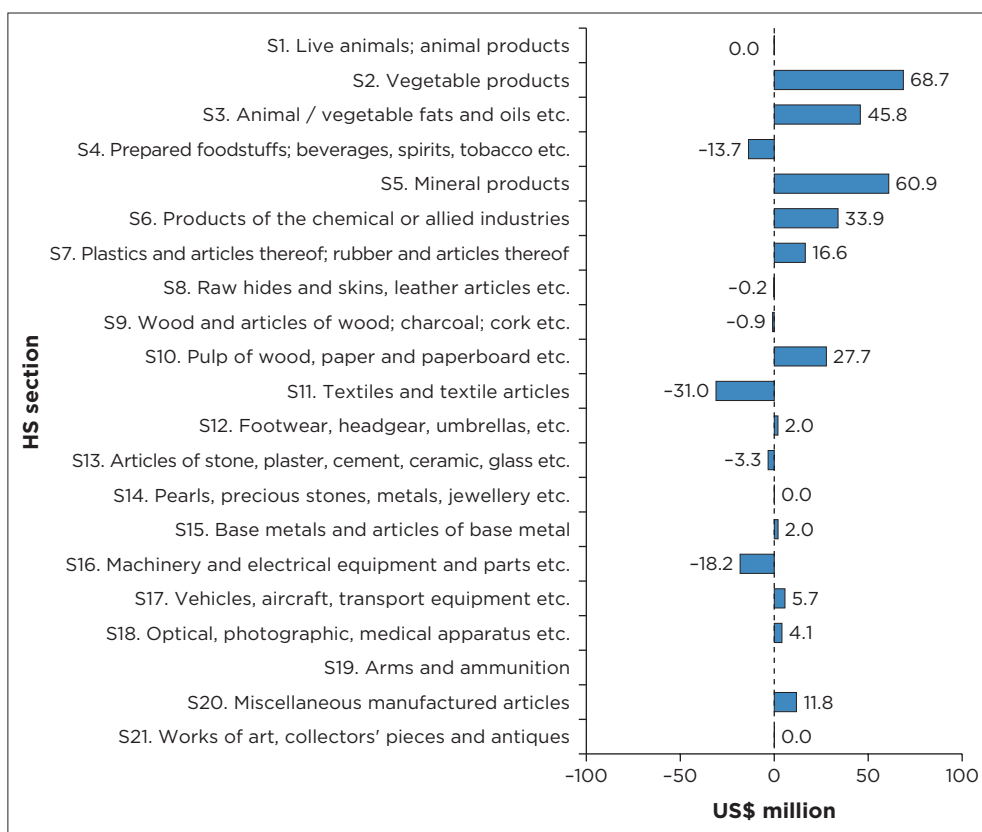 HS section
S1. Live animals; animal products 0.0
S2. Vegetable products 68.7
S3. Animal / vegetable fats and oils etc. 45.8
S4. Prepared foodstuffs; beverages, spirits, tobacco etc. –13.7
S5. Mineral products 60.9
S6. Products of the chemical or allied industries 33.9
S7. Plastics and articles thereof; rubber and articles thereof 16.6
S8. Raw hides and skins, leather articles etc. –0.2
S9. Wood and articles of wood; charcoal; cork etc. –0.9
S10. Pulp of wood, paper and paperboard etc. 27.7
S11. Textiles and textile articles –31.0
S12. Footwear, headgear, umbrellas, etc. 2.0
S13. Articles of stone, plaster, cement, ceramic, glass etc. –3.3
S14. Pearls, precious stones, metals, jewellery etc. 0.0
S15. Base metals and articles of base metal 2.0
S16. Machinery and electrical equipment and parts etc. –18.2
S17. Vehicles, aircraft, transport equipment etc. 5.7
S18. Optical, photographic, medical apparatus etc. 4.1
S19. Arms and ammunition
S20. Miscellaneous manufactured articles 11.8
S21. Works of art, collectors' pieces and antiques 0.0
–100 –50 0 50 100
US$ million